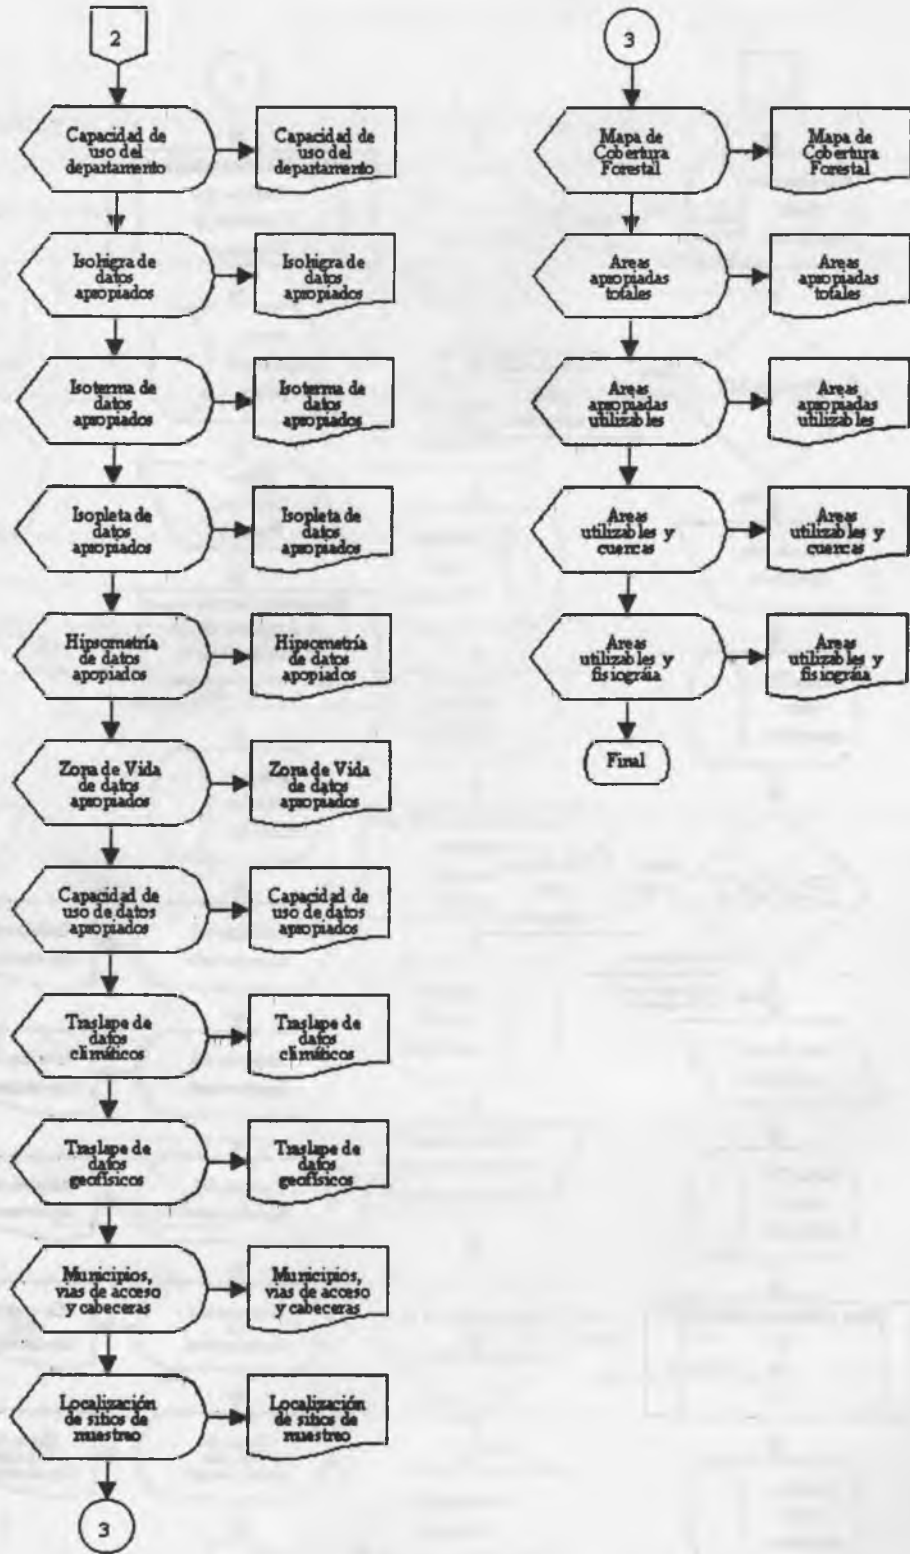 2
Capacidad de
uso del
departamento
Capacidad de
uso del
departamento
Isohigra de
datos
apropiados
Isohigra de
datos
apropiados
Isoterma de
datos
apropiados
Isoterma de
datos
apropiados
Isopleta de
datos
apropiados
Isopleta de
datos
apropiados
Hipsometría
de datos
apopiados
Hipsometría
de datos
apopiados
Zona de Vida
de datos
apropiados
Zona de Vida
de datos
apropiados
Capacidad de
uso de datos
apropiados
Capacidad de
uso de datos
apropiados
Traslape de
datos
climáticos
Traslape de
datos
climáticos
Traslape de
datos
geofísicos
Traslape de
datos
geofísicos
Municipios,
vias de acceso
y cabeceras
Municipios,
vias de acceso
y cabeceras
Localización
de sitios de
muestreo
Localización
de sitios de
muestreo
3
3
Mapa de
Cobertura
Forestal
Mapa de
Cobertura
Forestal
Areas
apropiadas
totales
Areas
apropiadas
totales
Areas
apropiadas
utilizables
Areas
apropiadas
utilizables
Areas
utilizables y
cuencas
Areas
utilizables y
cuencas
Areas
utilizables y
fisiografía
Areas
utilizables y
fisiografía
Final